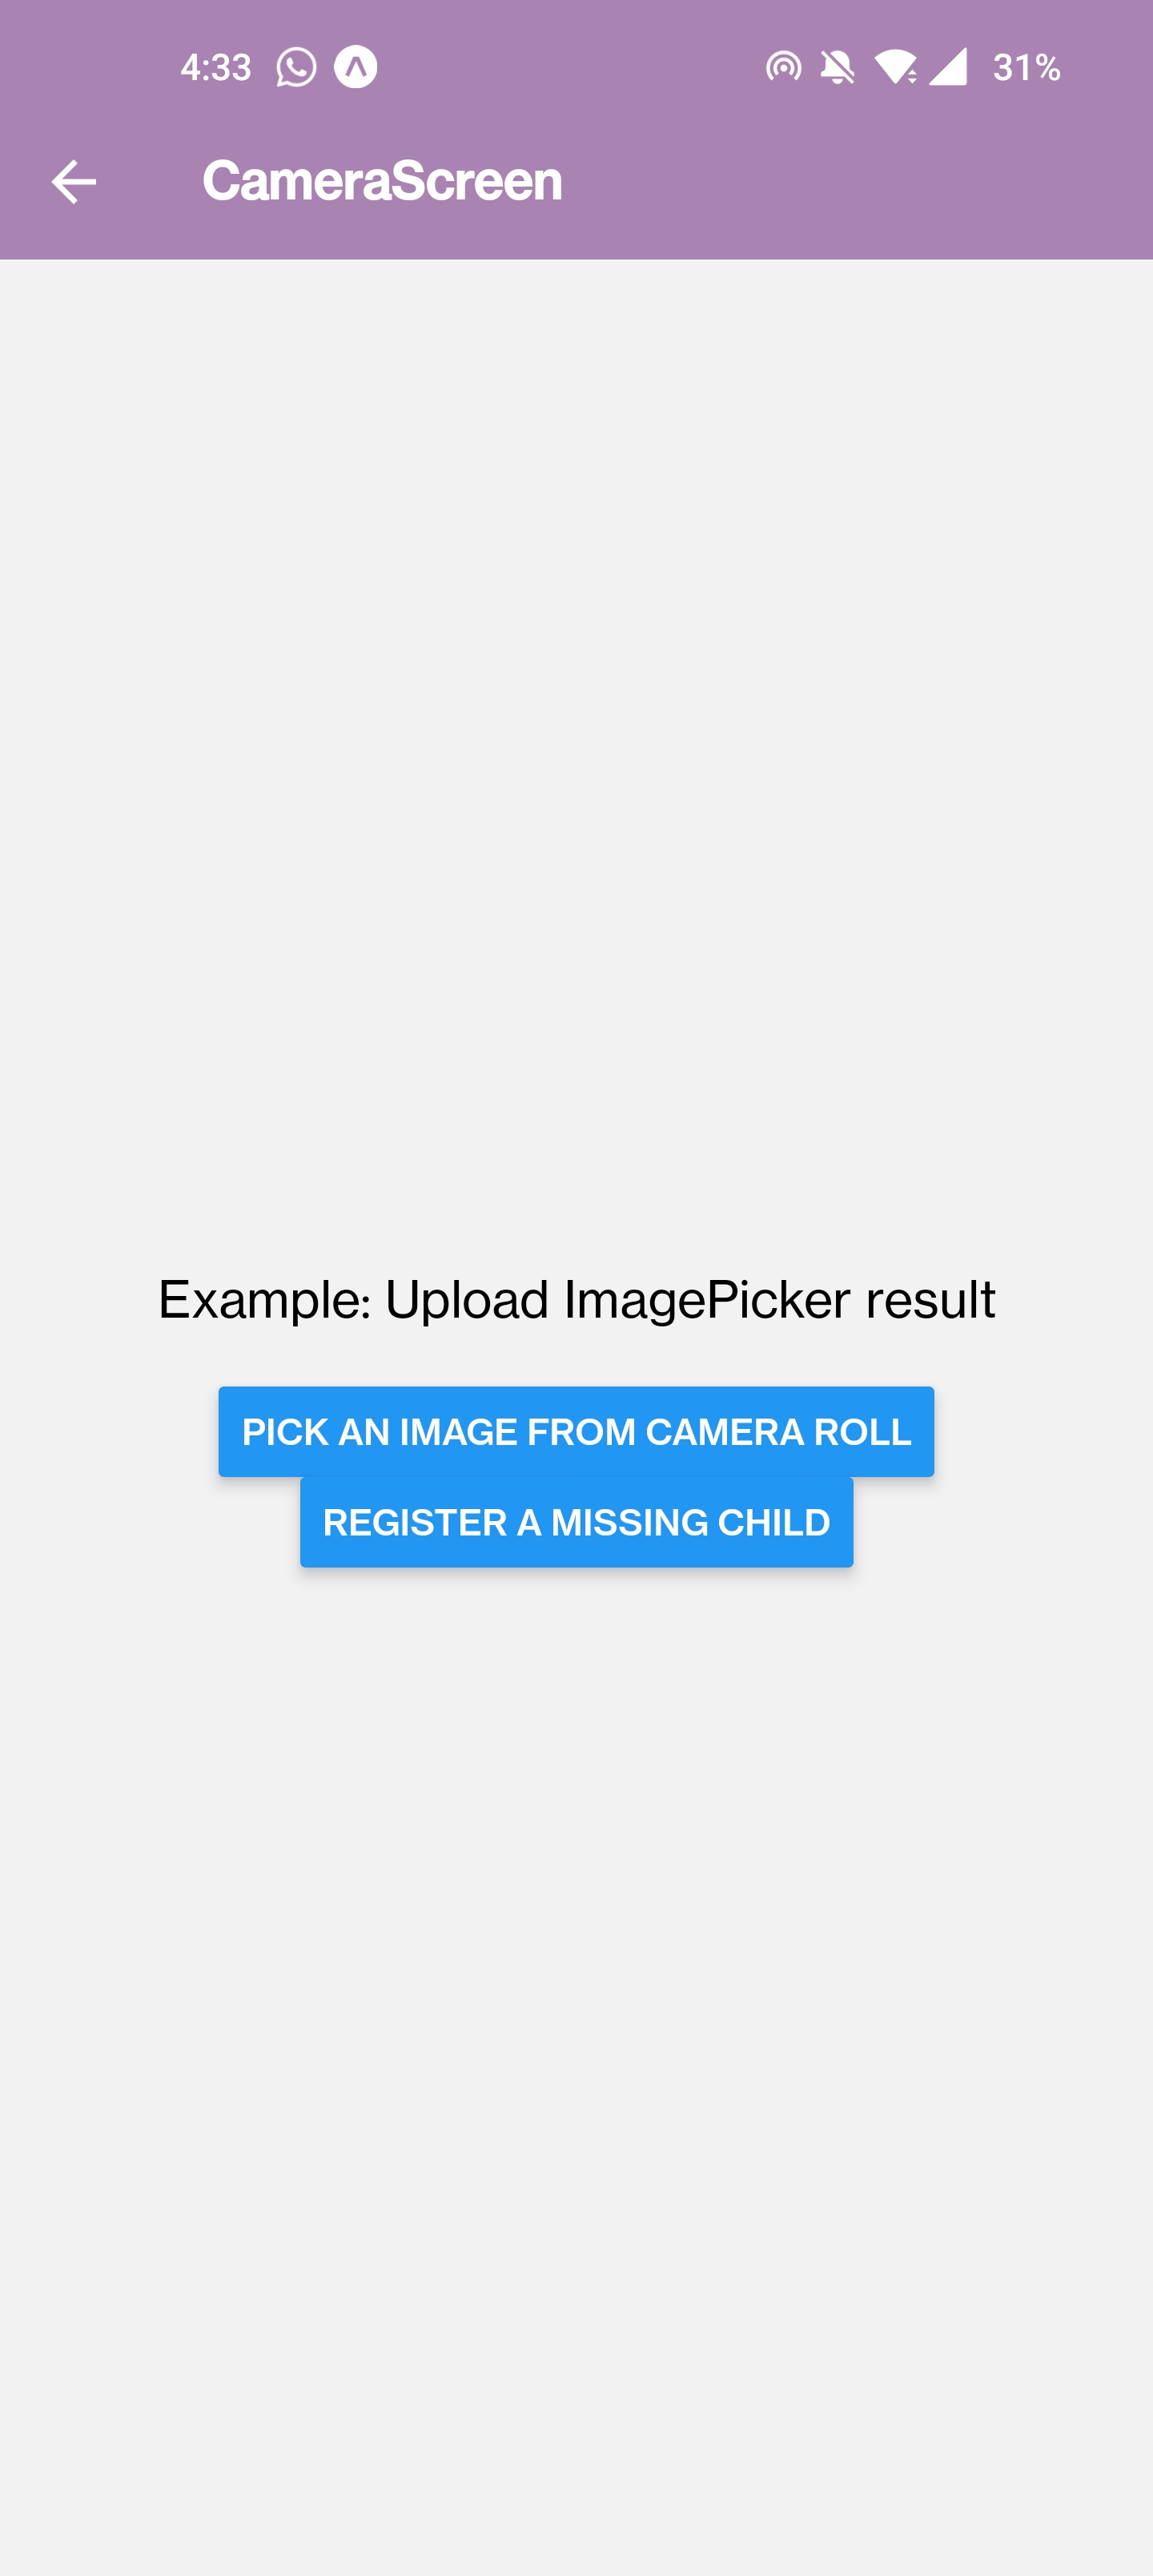 4:33 31%
CameraScreen
Example: Upload ImagePicker result
PICK AN IMAGE FROM CAMERA ROLL
REGISTER A MISSING CHILD